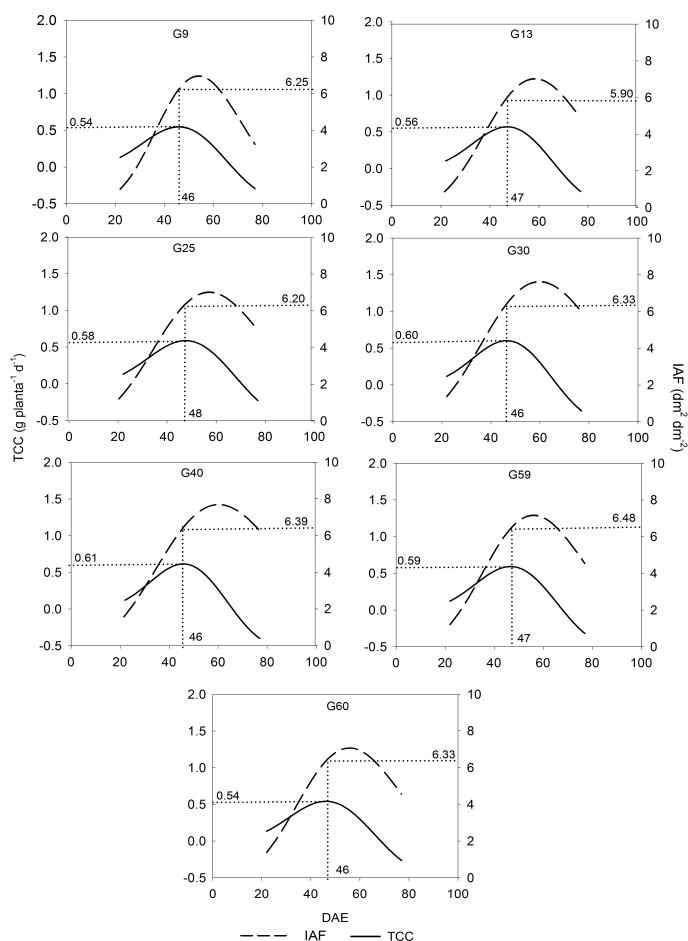 2.0 10 2.0 10
G9 G13
1.5 8 1.5 8
6.25 5.90
1.0 6 1.0 6
0.54 0.56
0.5 4 0.5 4
0.0 2 0.0 2
46 47
-0.5 0 -0.5 0
0 20 40 60 80 100 0 20 40 60 80 100
2.0 10 2.0 10
G25 G30
1.5 8 1.5 8
6.20 6.33
1.0 6 1.0 6
0.58 0.60
0.5 4 0.5 4
0.0 2 0.0 2
48 46
-0.5 0 -0.5 0
0 20 40 60 80 100 0 20 40 60 80 100
TCC (g planta⁻¹ d⁻¹)
IAF (dm² dm⁻²)
2.0 10 2.0 10
G40 G59
1.5 8 1.5 8
6.39 6.48
1.0 6 1.0 6
0.61 0.59
0.5 4 0.5 4
0.0 2 0.0 2
46 47
-0.5 0 -0.5 0
0 20 40 60 80 100 0 20 40 60 80 100
2.0 10
G60
1.5 8
6.33
1.0 6
0.54
0.5 4
0.0 2
46
-0.5 0
0 20 40 60 80 100
DAE
IAF TCC